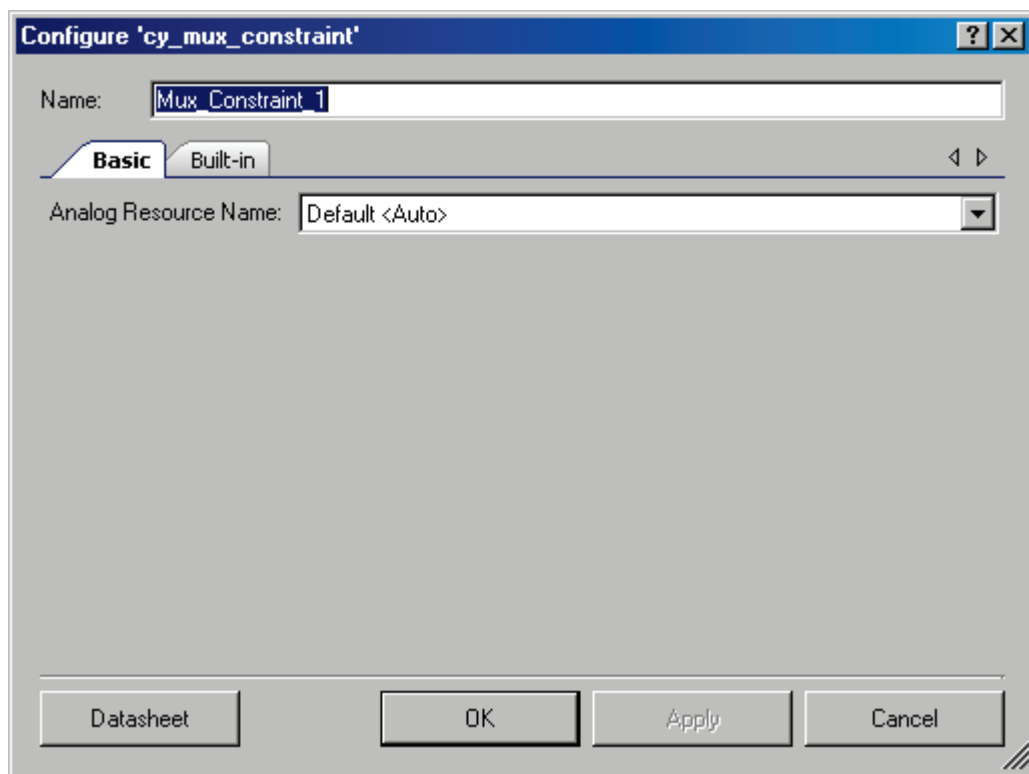 Configure 'cy_mux_constraint'
Name: Mux_Constraint_1
Basic Built-in
Analog Resource Name: Default <Auto>
Datasheet OK Apply Cancel